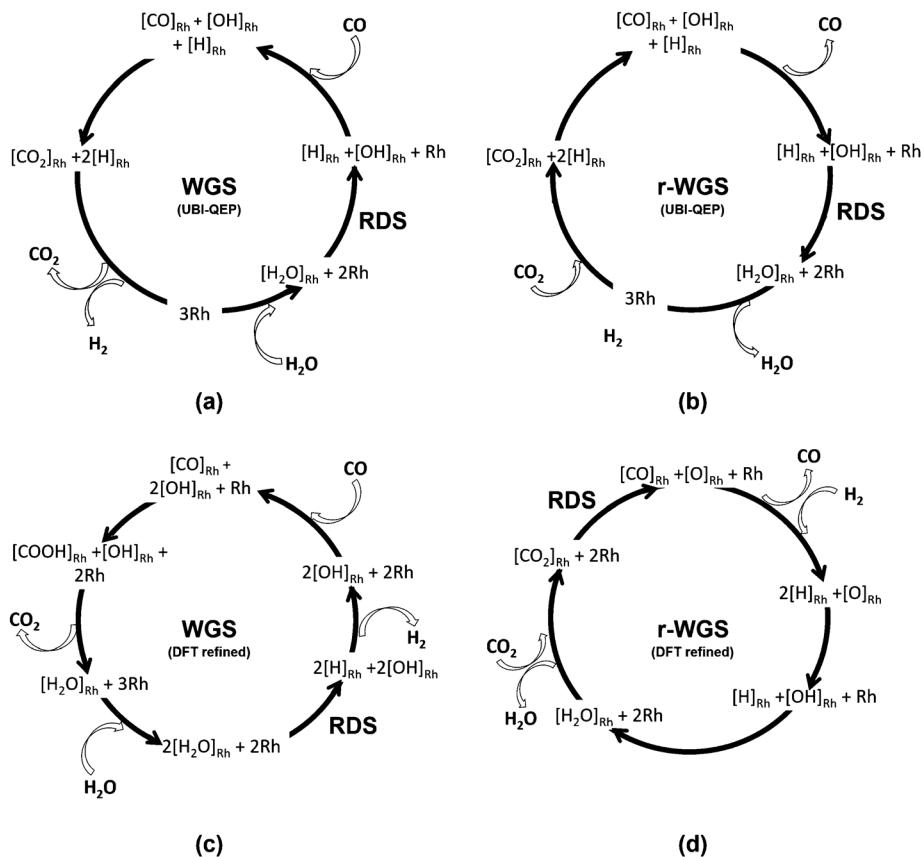 [CO]Rh + [OH]Rh
+ [H]Rh
CO
[CO2]Rh +2[H]Rh
[H]Rh +[OH]Rh + Rh
WGS
(UBI-QEP)
RDS
CO2
[H2O]Rh + 2Rh
3Rh
H2
H2O
(a)
[CO]Rh + [OH]Rh
+ [H]Rh
CO
[CO2]Rh +2[H]Rh
[H]Rh +[OH]Rh + Rh
r-WGS
(UBI-QEP)
RDS
CO2
[H2O]Rh + 2Rh
3Rh
H2
H2O
(b)
[CO]Rh +
2[OH]Rh + Rh
CO
[COOH]Rh +[OH]Rh +
2Rh
2[OH]Rh + 2Rh
CO2
WGS
(DFT refined)
H2
[H2O]Rh + 3Rh
2[H]Rh +2[OH]Rh
RDS
2[H2O]Rh + 2Rh
H2O
(c)
CO
[CO]Rh +[O]Rh + Rh
H2
RDS
[CO2]Rh + 2Rh
2[H]Rh +[O]Rh
r-WGS
(DFT refined)
CO2
[H]Rh +[OH]Rh + Rh
H2O
[H2O]Rh + 2Rh
(d)